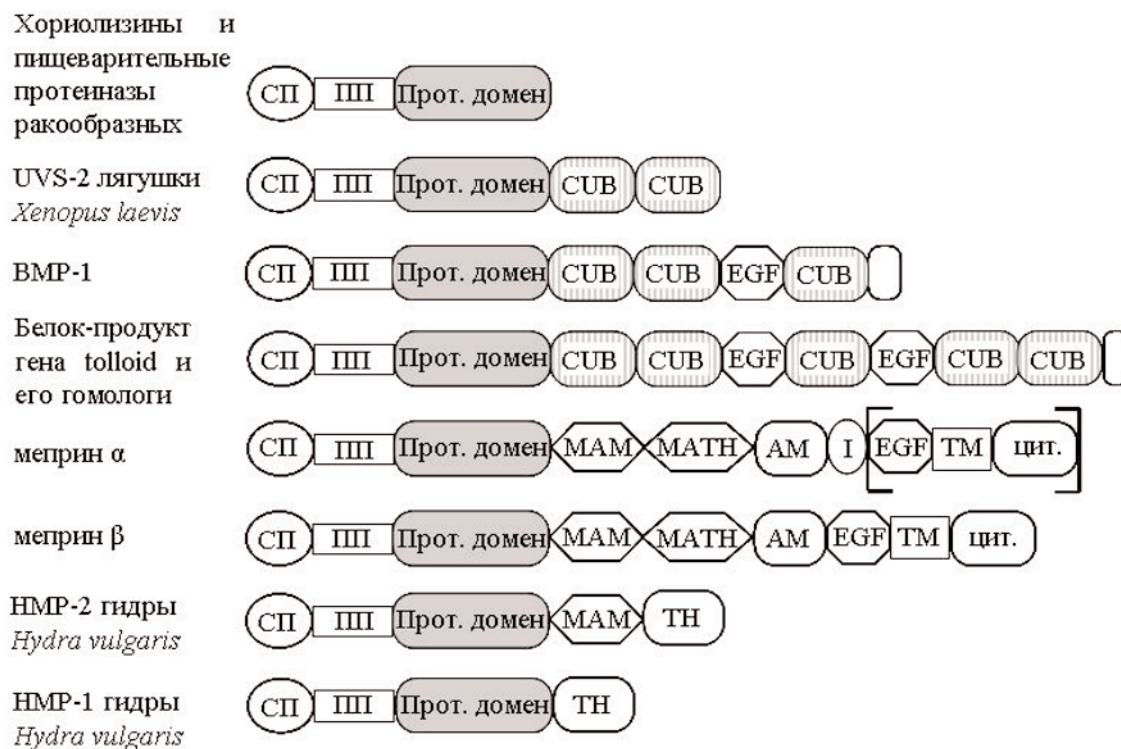 Хориолизины и
пищеварительные
протеиназы
ракообразных
СП ПП Прот. домен
UVS-2 лягушки
Xenopus laevis
СП ПП Прот. домен CUB CUB
BMP-1
СП ПП Прот. домен CUB CUB EGF CUB
Белок-продукт
гена tolloid и
его гомологи
СП ПП Прот. домен CUB CUB EGF CUB EGF CUB CUB
меприн α
СП ПП Прот. домен MAM MATH AM I EGF TM цит.
меприн β
СП ПП Прот. домен MAM MATH AM EGF TM цит.
HMP-2 гидры
Hydra vulgaris
СП ПП Прот. домен MAM TH
HMP-1 гидры
Hydra vulgaris
СП ПП Прот. домен TH